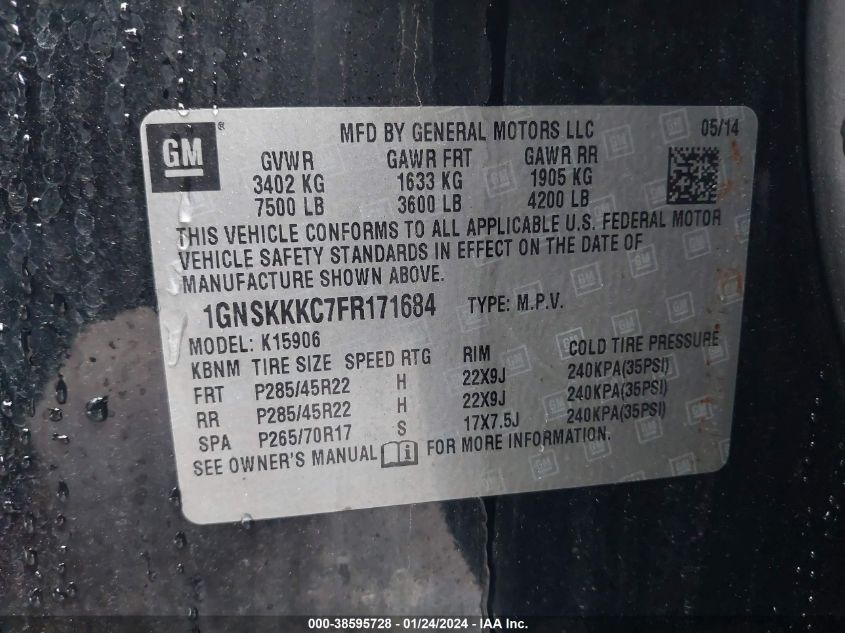 GM ® MFD BY GENERAL MOTORS LLC 05/14
GVWR GAWR FRT GAWR RR
3402 KG 1633 KG 1905 KG
7500 LB 3600 LB 4200 LB
THIS VEHICLE CONFORMS TO ALL APPLICABLE U.S. FEDERAL MOTOR
VEHICLE SAFETY STANDARDS IN EFFECT ON THE DATE OF
MANUFACTURE SHOWN ABOVE.
1GNSKKKC7FR171684 TYPE: M.P.V.
MODEL: K15906
KBNM TIRE SIZE SPEED RTG RIM COLD TIRE PRESSURE
FRT P285/45R22 H 22X9J 240KPA(35PSI)
RR P285/45R22 H 22X9J 240KPA(35PSI)
SPA P265/70R17 S 17X7.5J 240KPA(35PSI)
SEE OWNER'S MANUAL FOR MORE INFORMATION.
000-38595728 - 01/24/2024 - IAA Inc.